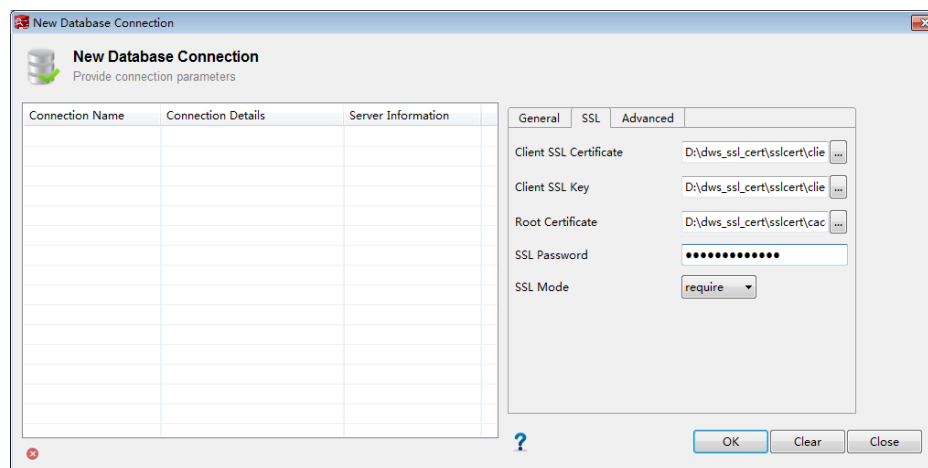 New Database Connection
New Database Connection
Provide connection parameters
Connection Name Connection Details Server Information
General SSL Advanced
Client SSL Certificate D:\dws_ssl_cert\sslcert\clie ...
Client SSL Key D:\dws_ssl_cert\sslcert\clie ...
Root Certificate D:\dws_ssl_cert\sslcert\cac ...
SSL Password •••••••••••••
SSL Mode require
? OK Clear Close